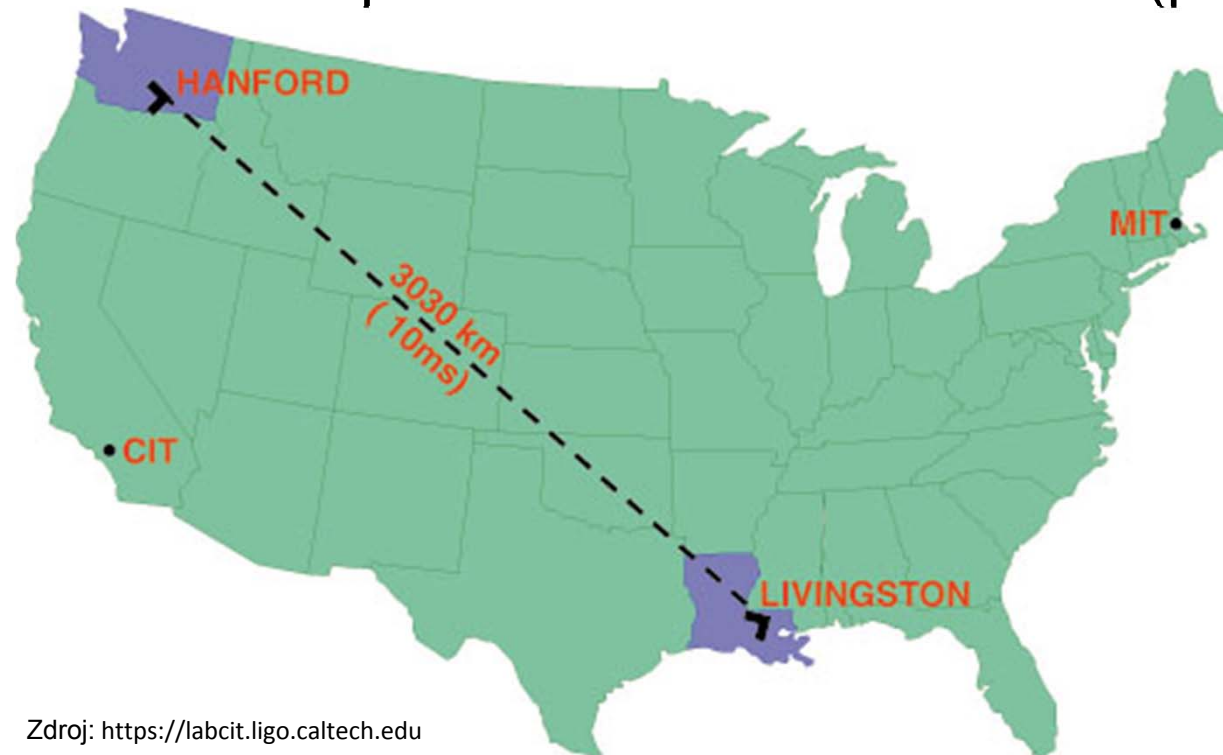 HANFORD
MIT
3030 km
( 10ms)
CIT
LIVINGSTON
Zdroj: https://labcit.ligo.caltech.edu